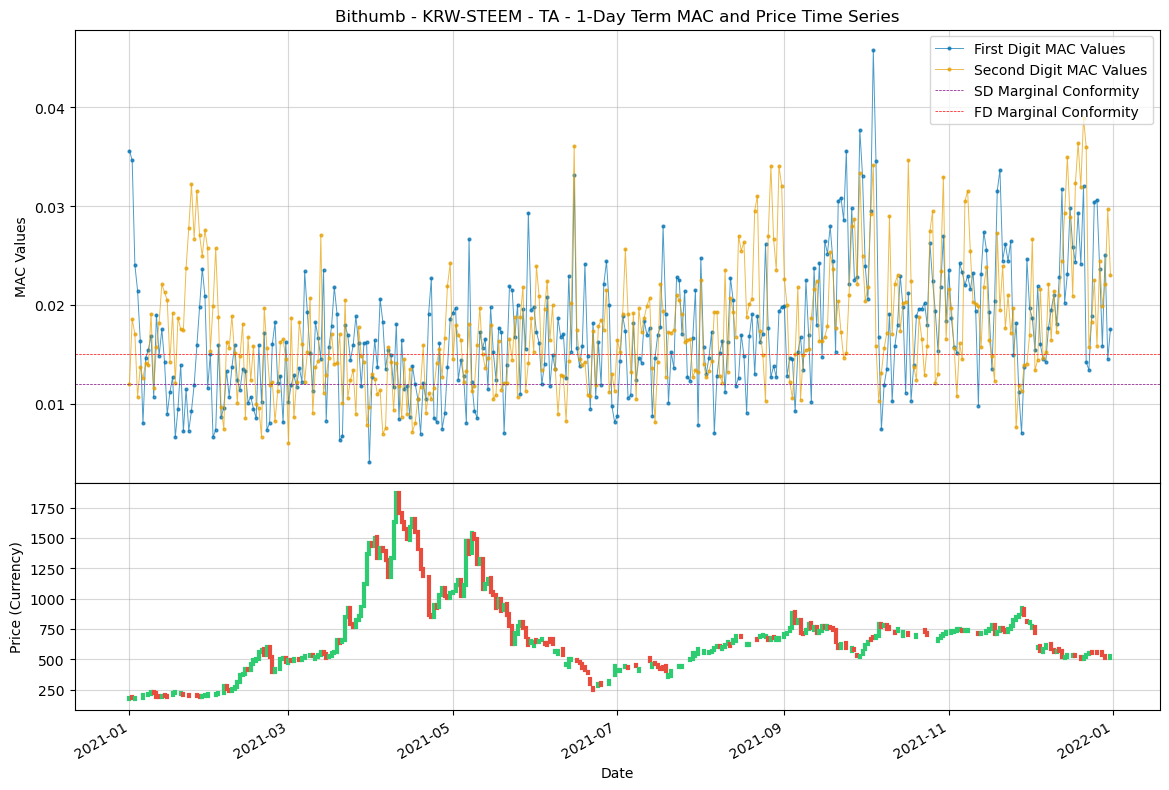 Bithumb - KRW-STEEM - TA - 1-Day Term MAC and Price Time Series
First Digit MAC Values
Second Digit MAC Values
SD Marginal Conformity
FD Marginal Conformity
MAC Values
0.04
0.03
0.02
0.01
Price (Currency)
1750
1500
1250
1000
750
500
250
2021-01
2021-03
2021-05
2021-07
2021-09
2021-11
2022-01
Date